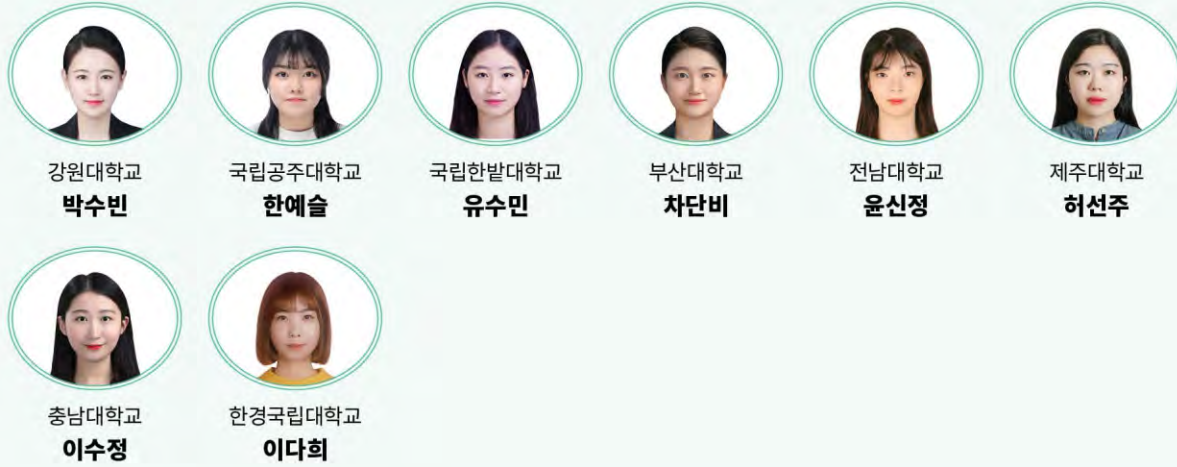 강원대학교
박수빈
국립공주대학교
한예슬
국립한밭대학교
유수민
부산대학교
차단비
전남대학교
윤신정
제주대학교
허선주
충남대학교
이수정
한경국립대학교
이다희